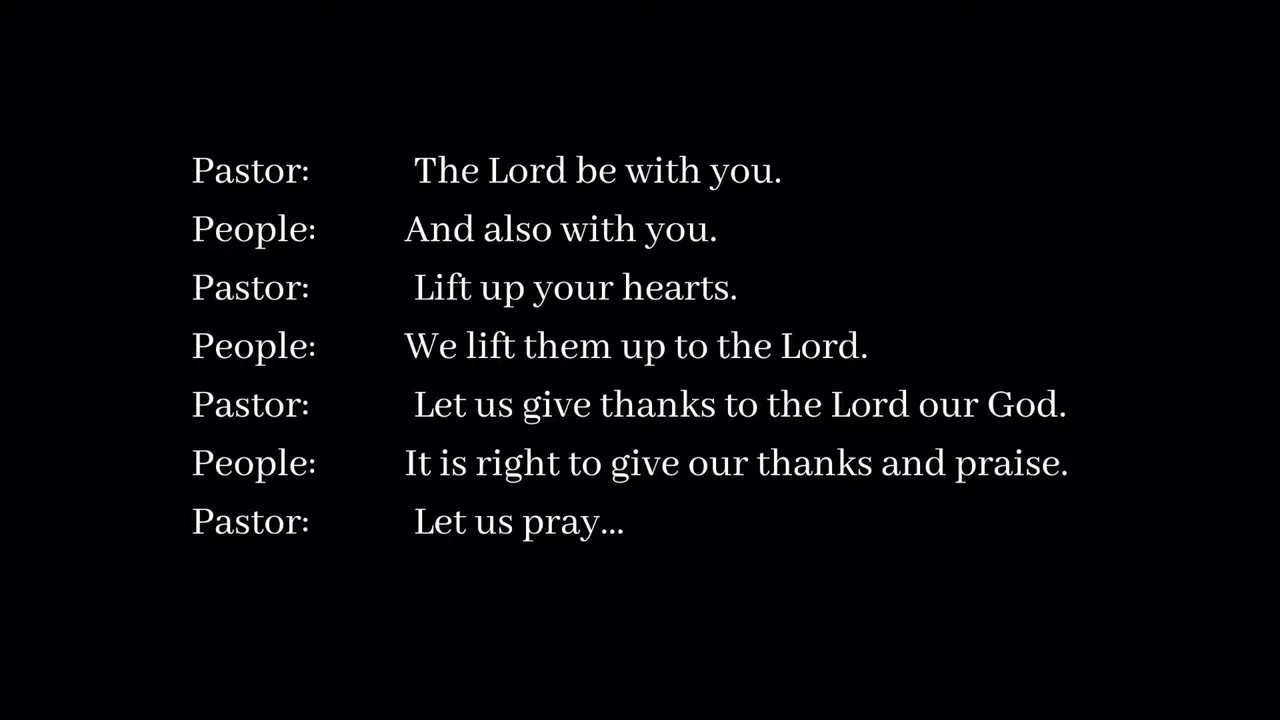 Pastor: The Lord be with you.
People: And also with you.
Pastor: Lift up your hearts.
People: We lift them up to the Lord.
Pastor: Let us give thanks to the Lord our God.
People: It is right to give our thanks and praise.
Pastor: Let us pray...